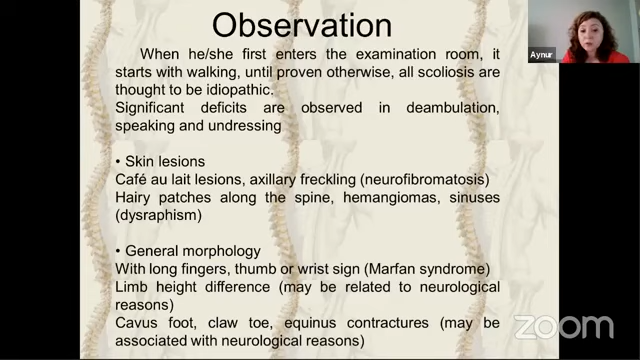 Observation
When he/she first enters the examination room, it
starts with walking, until proven otherwise, all scoliosis are
thought to be idiopathic.
Significant deficits are observed in deambulation,
speaking and undressing
• Skin lesions
Café au lait lesions, axillary freckling (neurofibromatosis)
Hairy patches along the spine, hemangiomas, sinuses
(dysraphism)
• General morphology
With long fingers, thumb or wrist sign (Marfan syndrome)
Limb height difference (may be related to neurological
reasons)
Cavus foot, claw toe, equinus contractures (may be
associated with neurological reasons)
Aynur
zoom